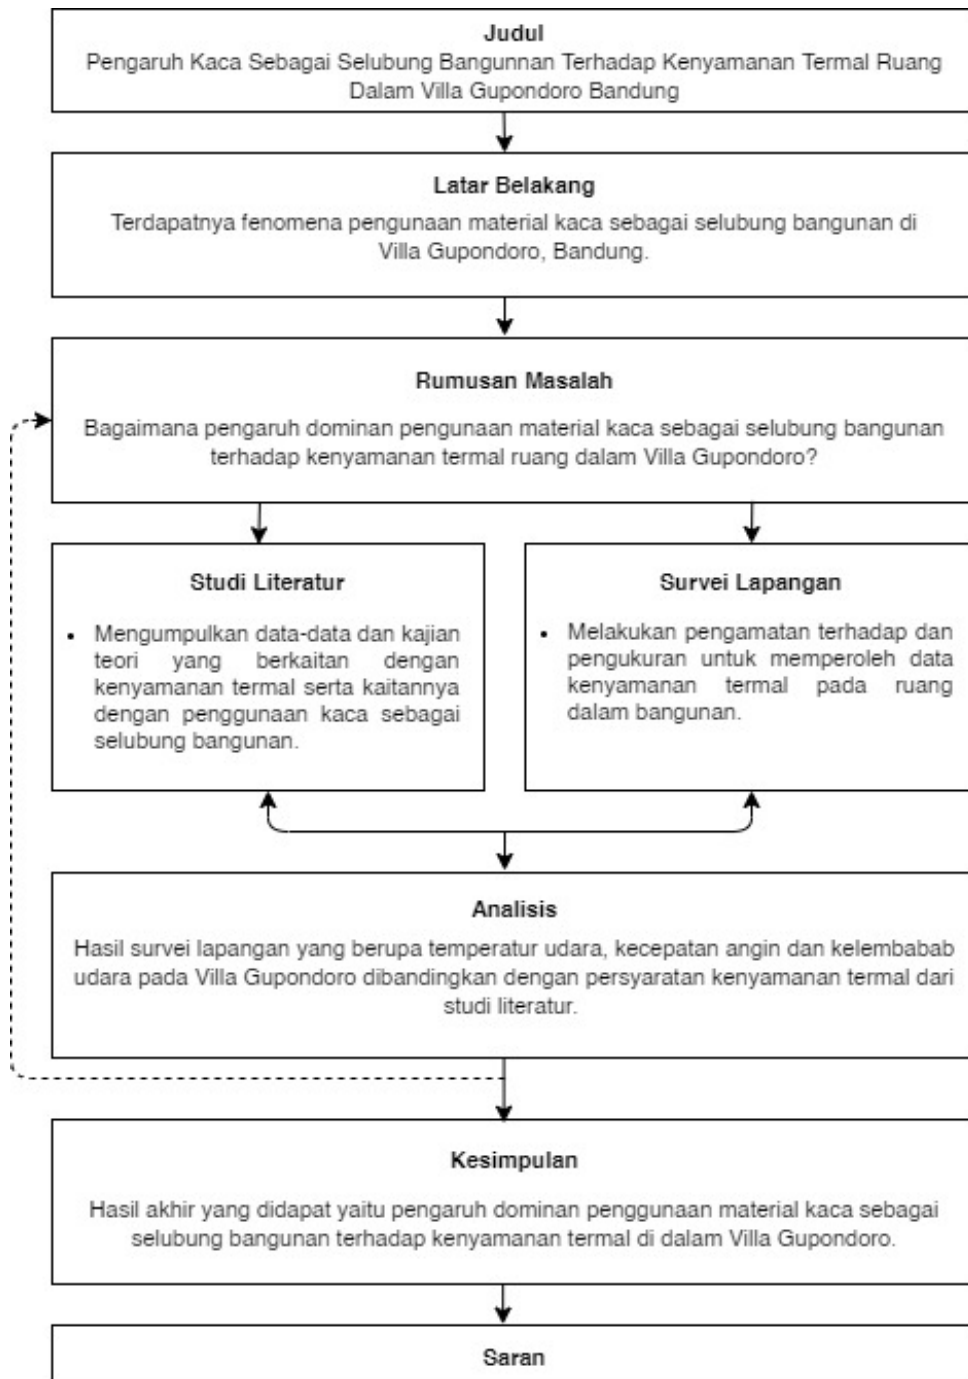 Judul
Pengaruh Kaca Sebagai Selubung Bangunnan Terhadap Kenyamanan Termal Ruang
Dalam Villa Gupondoro Bandung
Latar Belakang
Terdapatnya fenomena pengunaan material kaca sebagai selubung bangunan di
Villa Gupondoro, Bandung.
Rumusan Masalah
Bagaimana pengaruh dominan pengunaan material kaca sebagai selubung bangunan
terhadap kenyamanan termal ruang dalam Villa Gupondoro?
Studi Literatur
• Mengumpulkan data-data dan kajian
teori yang berkaitan dengan
kenyamanan termal serta kaitannya
dengan penggunaan kaca sebagai
selubung bangunan.
Survei Lapangan
• Melakukan pengamatan terhadap dan
pengukuran untuk memperoleh data
kenyamanan termal pada ruang
dalam bangunan.
Analisis
Hasil survei lapangan yang berupa temperatur udara, kecepatan angin dan kelembabab
udara pada Villa Gupondoro dibandingkan dengan persyaratan kenyamanan termal dari
studi literatur.
Kesimpulan
Hasil akhir yang didapat yaitu pengaruh dominan penggunaan material kaca sebagai
selubung bangunan terhadap kenyamanan termal di dalam Villa Gupondoro.
Saran